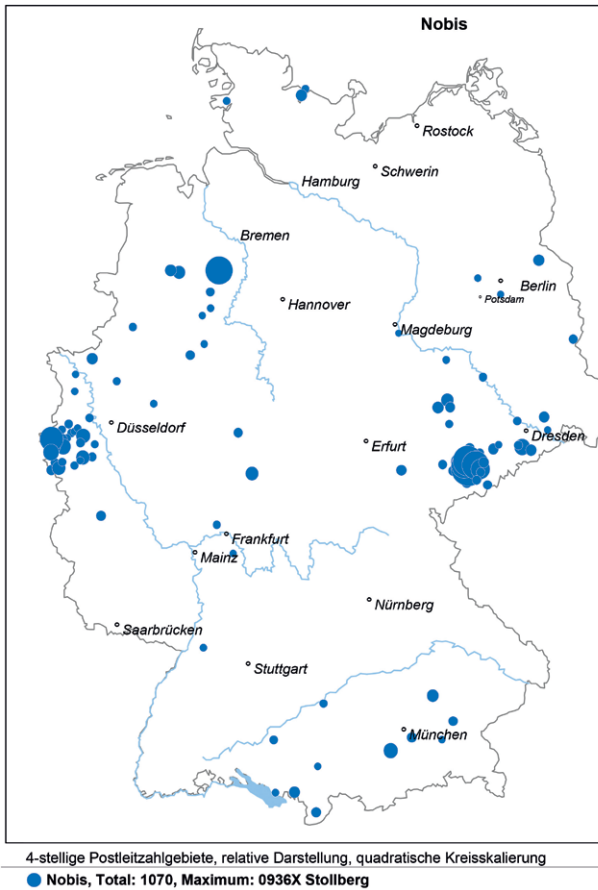 Nobis
Rostock
Schwerin
Hamburg
Bremen
Berlin
Potsdam
Hannover
Magdeburg
Düsseldorf
Dresden
Erfurt
Frankfurt
Mainz
Nürnberg
Saarbrücken
Stuttgart
München
4-stellige Postleitzahlgebiete, relative Darstellung, quadratische Kreisskalierung
Nobis, Total: 1070, Maximum: 0936X Stollberg